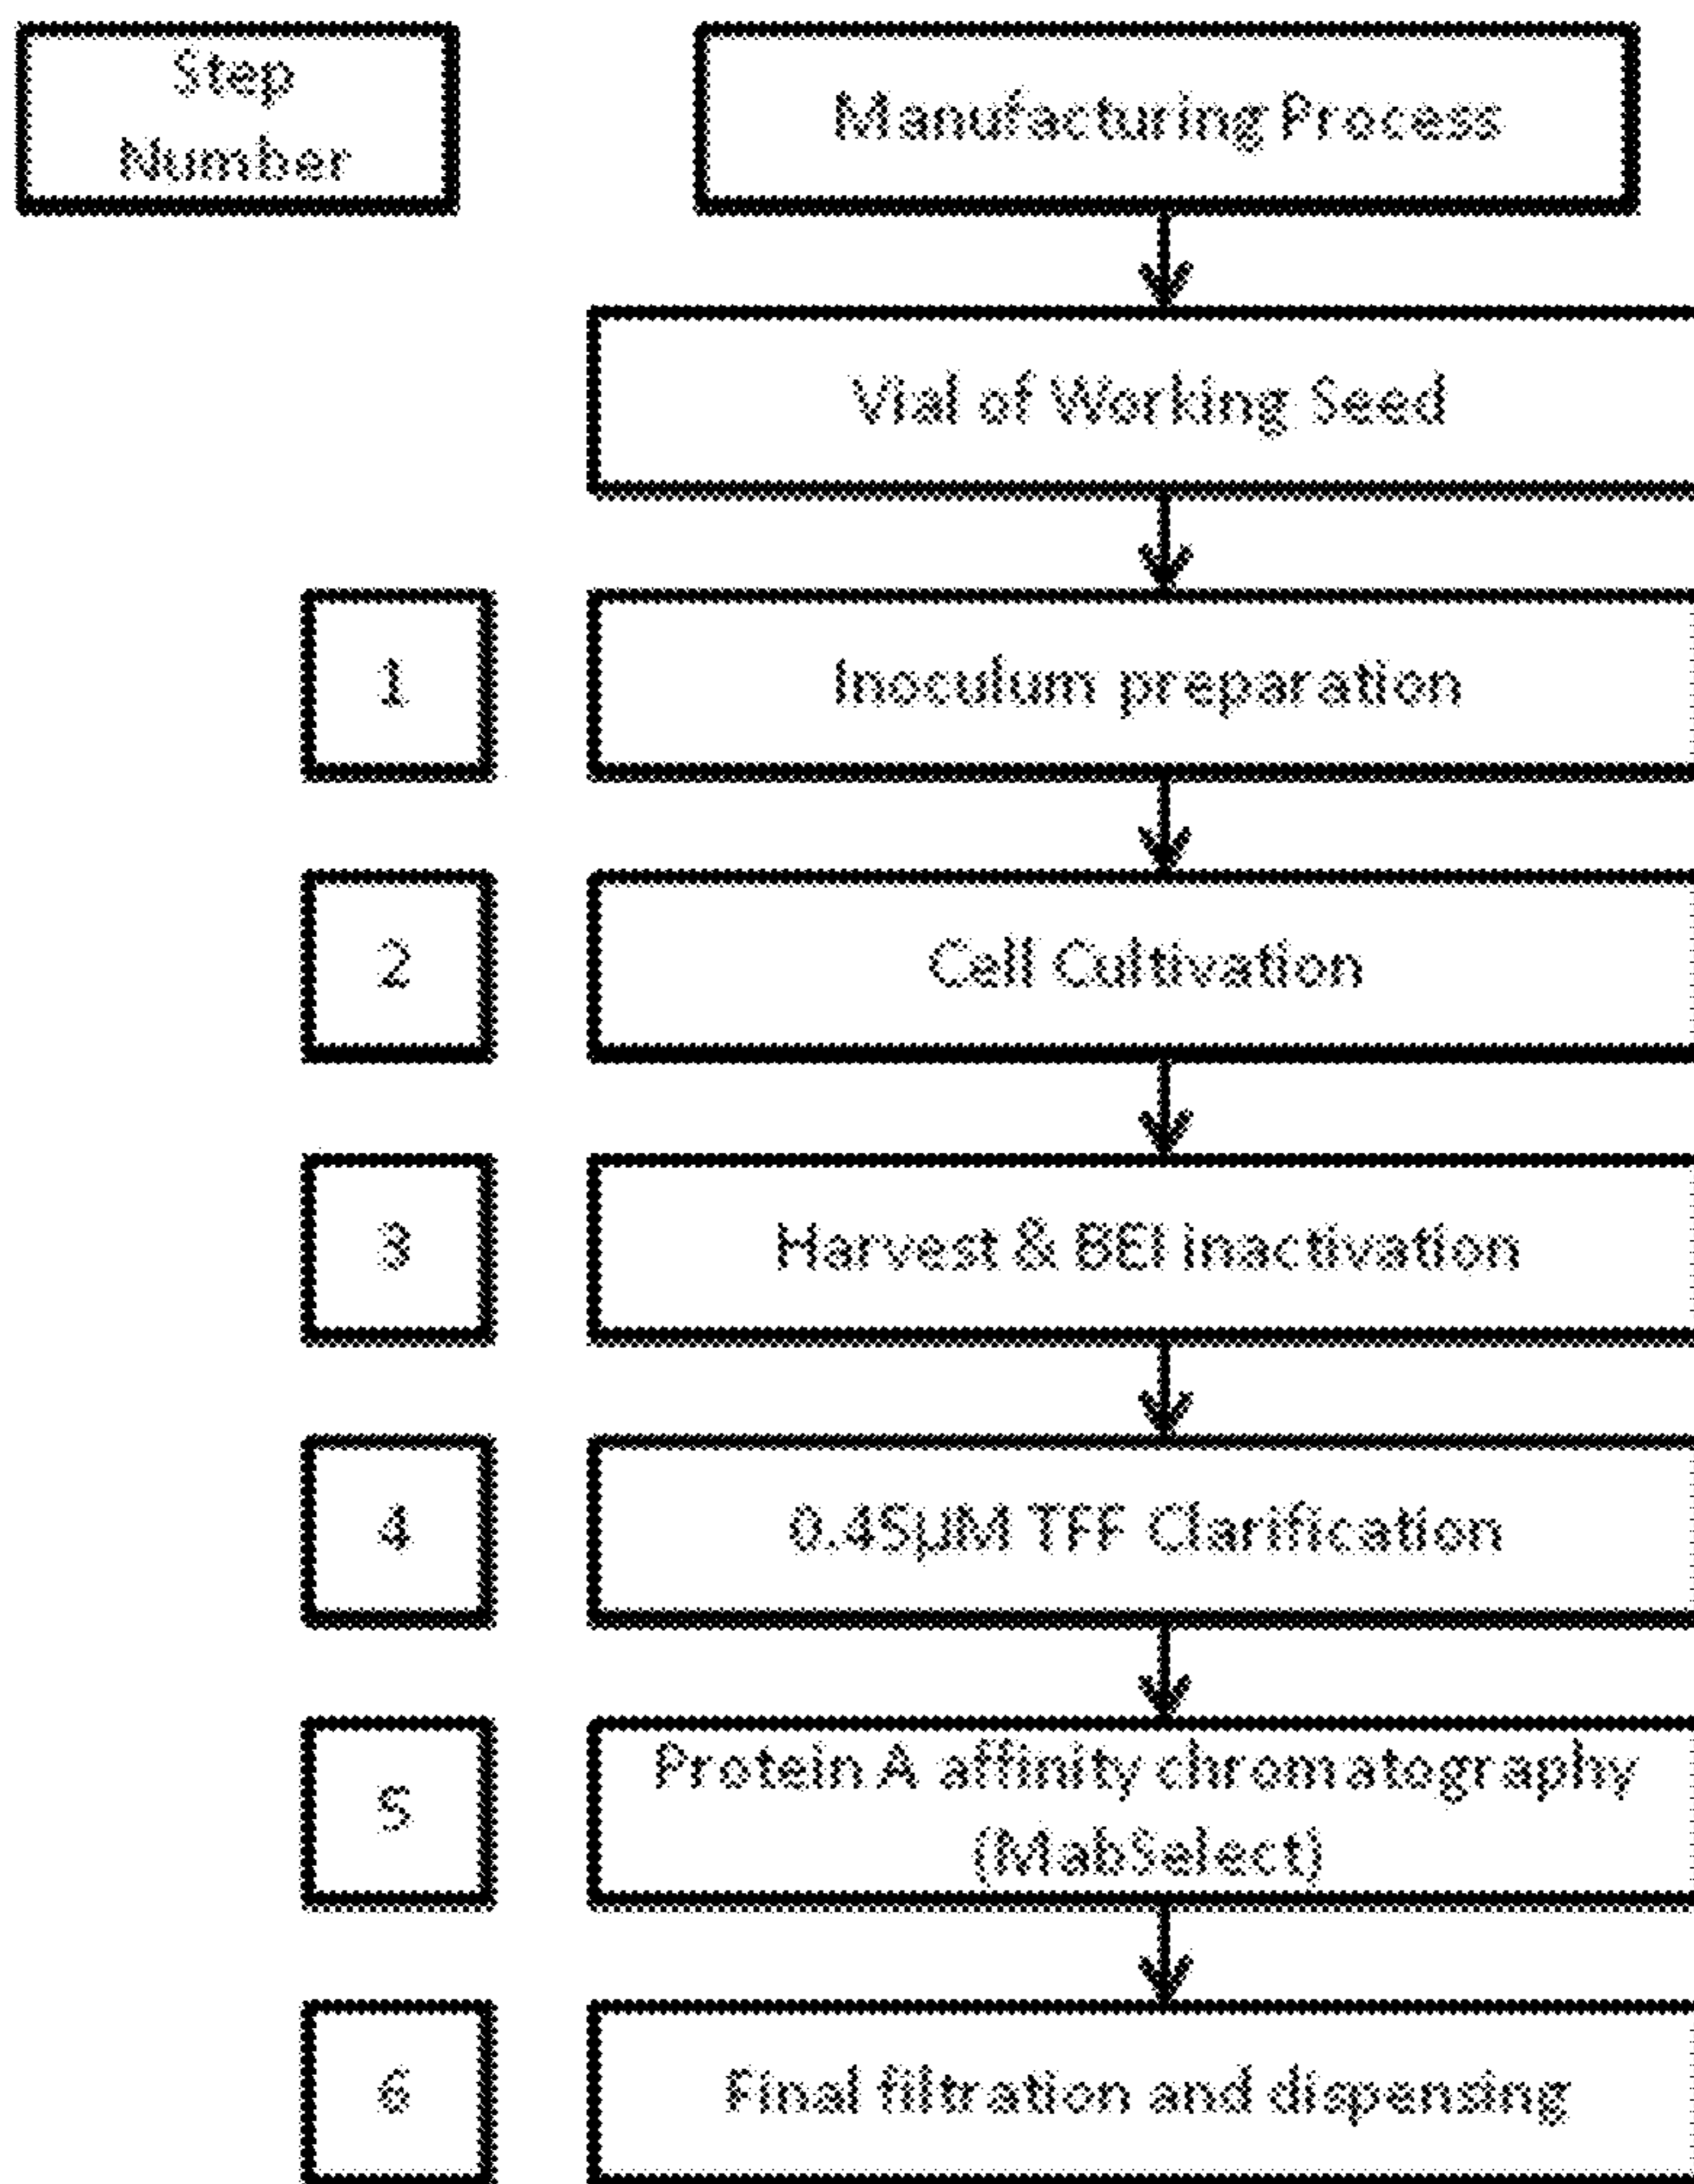 Step
Number
Manufacturing Process
Vial of Working Seed
1
Inoculum preparation
2
Cell Cultivation
3
Harvest & BEI inactivation
4
0.45µM TFF Clarification
5
Protein A affinity chromatography
(MabSelect)
6
Final filtration and dispensing